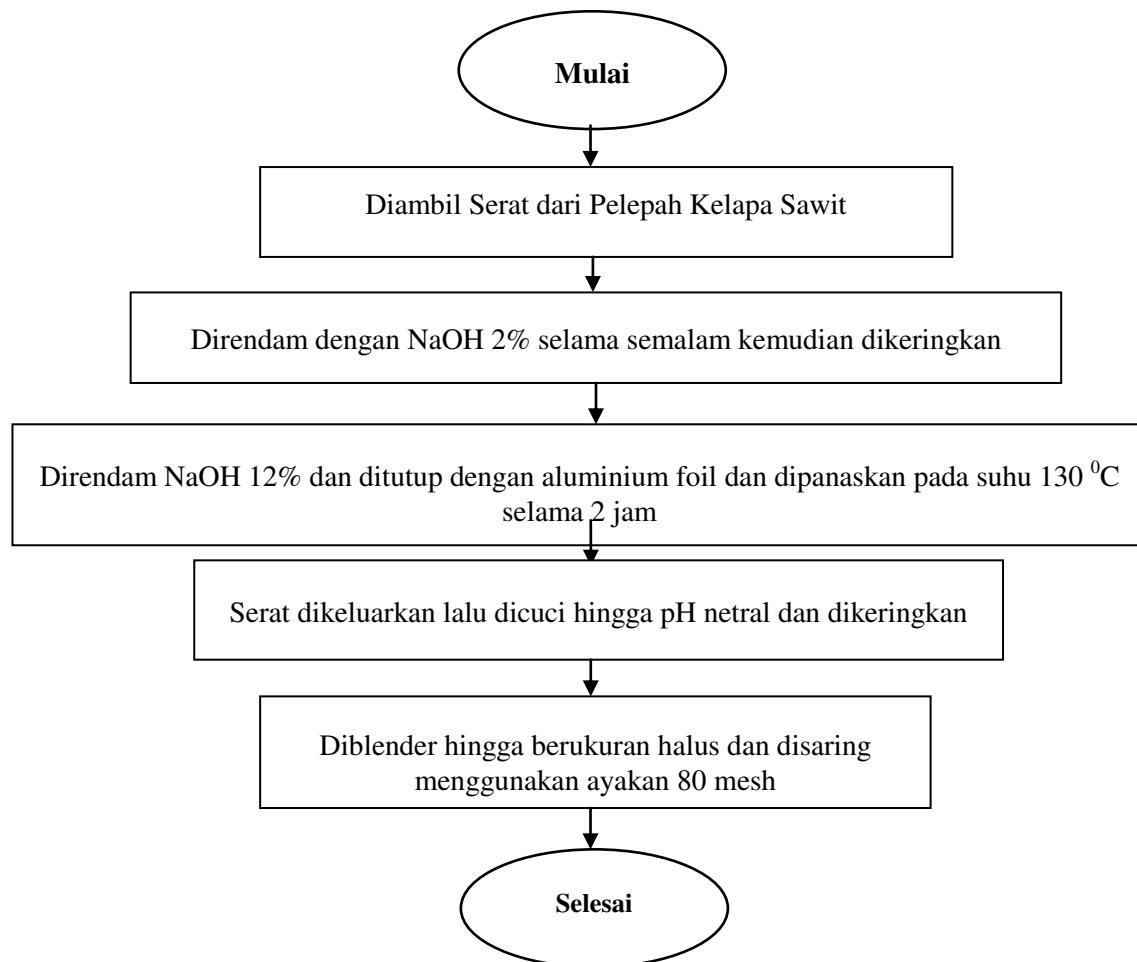 Mulai
Diambil Serat dari Pelepah Kelapa Sawit
Direndam dengan NaOH 2% selama semalam kemudian dikeringkan
Direndam NaOH 12% dan ditutup dengan aluminium foil dan dipanaskan pada suhu 130 ⁰C
selama 2 jam
Serat dikeluarkan lalu dicuci hingga pH netral dan dikeringkan
Diblender hingga berukuran halus dan disaring
menggunakan ayakan 80 mesh
Selesai